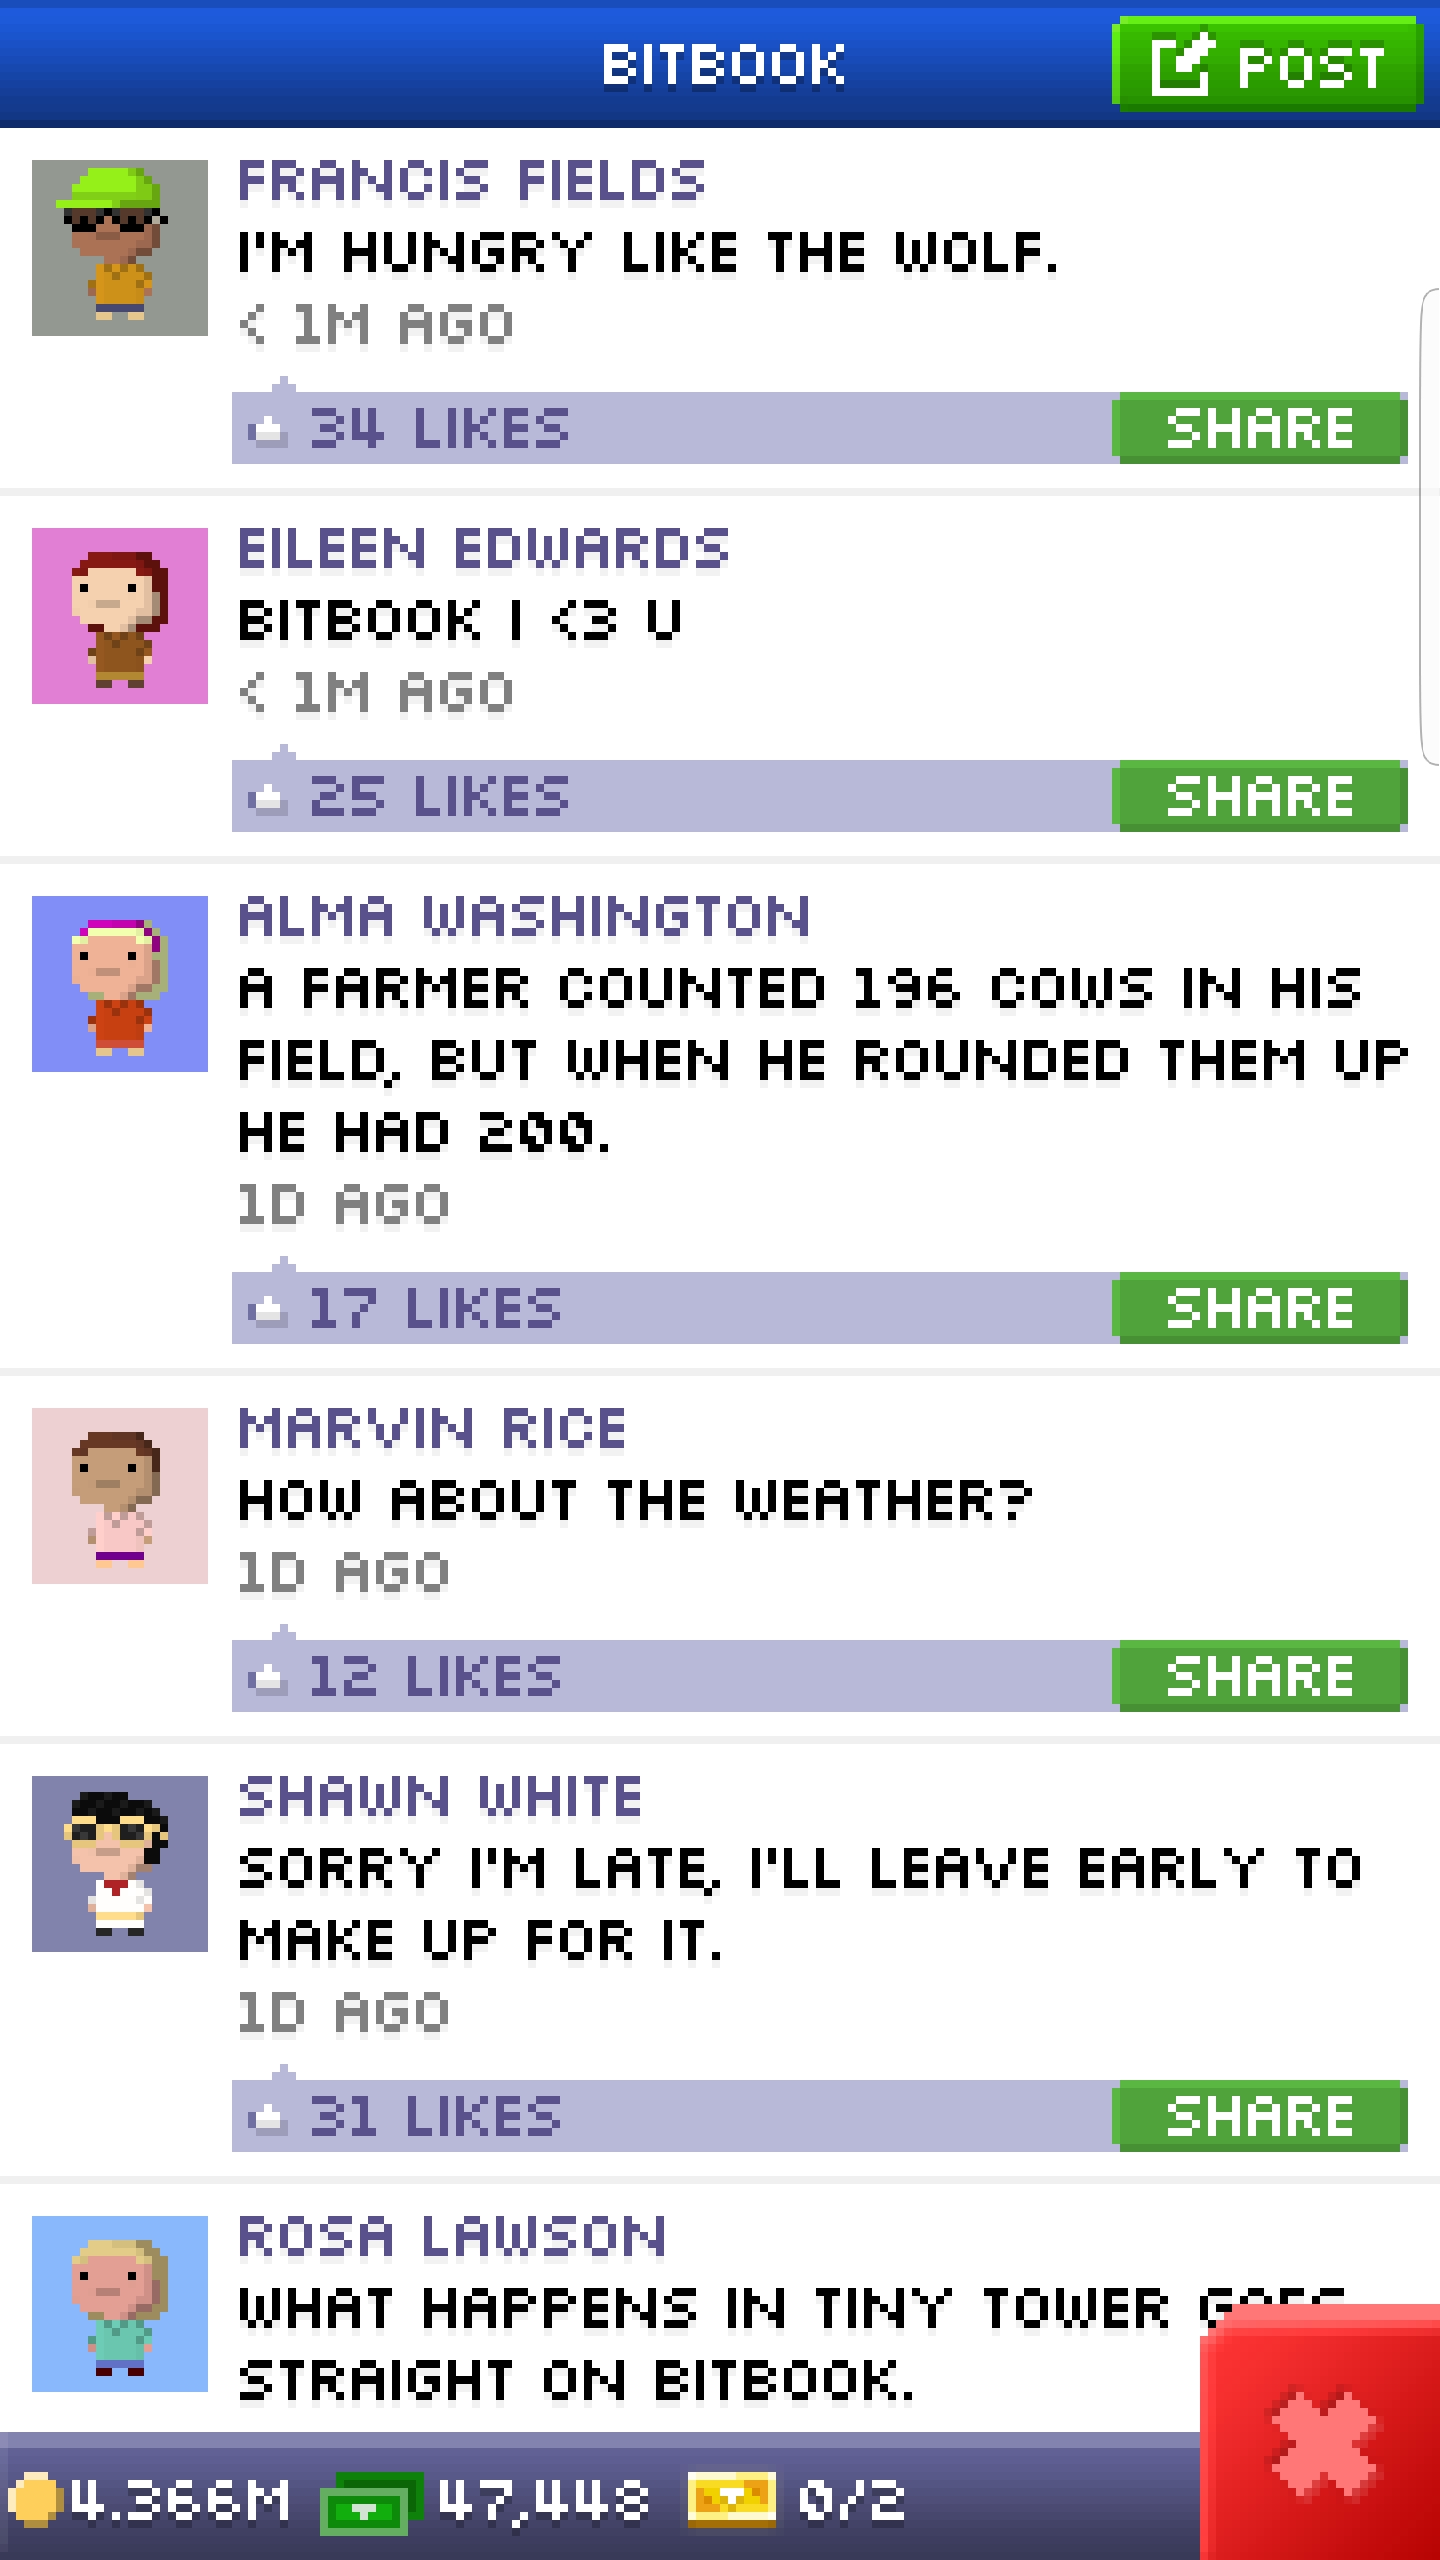 BITBOOK
POST
FRANCIS FIELDS
I'M HUNGRY LIKE THE WOLF.
< 1M AGO
34 LIKES
SHARE
EILEEN EDWARDS
BITBOOK I <3 U
< 1M AGO
25 LIKES
SHARE
ALMA WASHINGTON
A FARMER COUNTED 196 COWS IN HIS
FIELD, BUT WHEN HE ROUNDED THEM UP
HE HAD 200.
1D AGO
17 LIKES
SHARE
MARVIN RICE
HOW ABOUT THE WEATHER?
1D AGO
12 LIKES
SHARE
SHAWN WHITE
SORRY I'M LATE, I'LL LEAVE EARLY TO
MAKE UP FOR IT.
1D AGO
31 LIKES
SHARE
ROSA LAWSON
WHAT HAPPENS IN TINY TOWER GOES
STRAIGHT ON BITBOOK.
4.366M
47,448
0/2